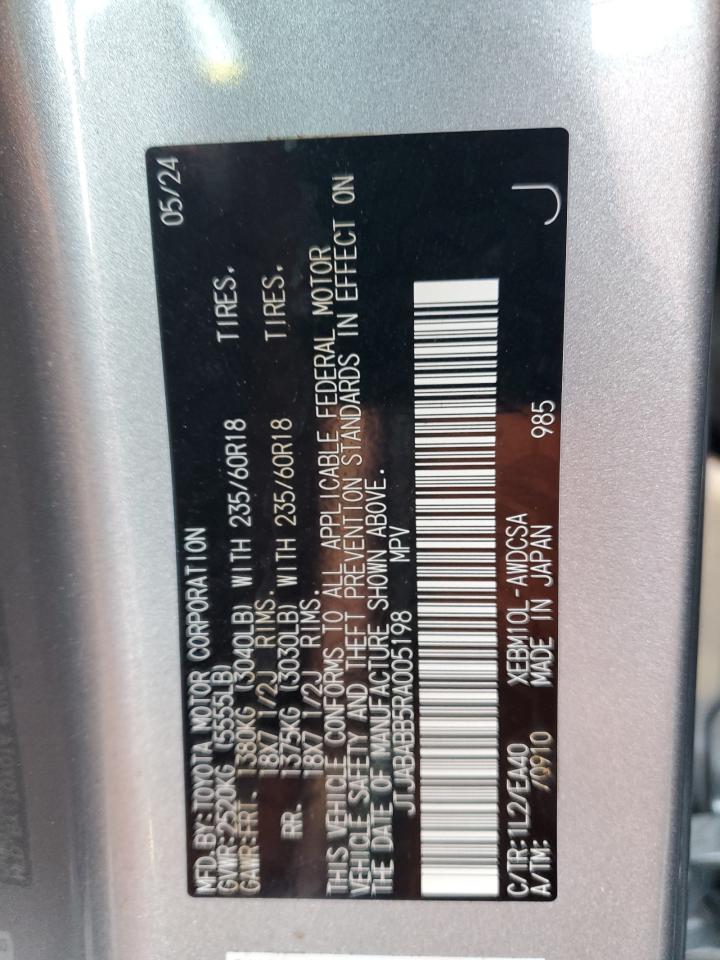 MFD.BY:TOYOTA MOTOR CORPORATION 05/24
GVWR:2520KG (5555LB)
GAWR:FRT. 1380KG (3040LB) WITH 235/60R18 TIRES.
18X7 1/2J RIMS.
RR. 1375KG (3030LB) WITH 235/60R18 TIRES.
18X7 1/2J RIMS.
THIS VEHICLE CONFORMS TO ALL APPLICABLE FEDERAL MOTOR
VEHICLE SAFETY AND THEFT PREVENTION STANDARDS IN EFFECT ON
THE DATE OF MANUFACTURE SHOWN ABOVE.
JTJABABB5RA005198 MPV
C/TR:1L2/EA40 XEBM10L-AWDCSA
A/TM: /Q910 MADE IN JAPAN 985 J